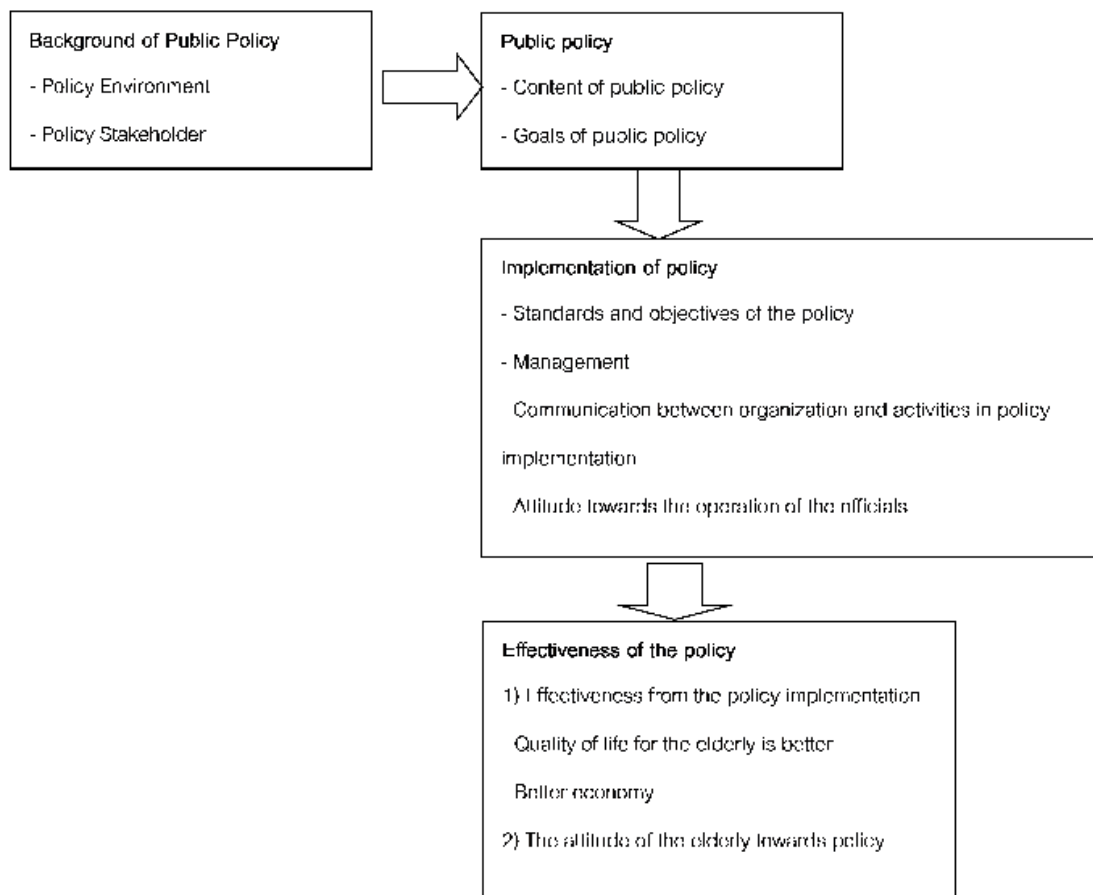 Background of Public Policy
- Policy Environment
- Policy Stakeholder
Public policy
- Content of public policy
- Goals of public policy
Implementation of policy
- Standards and objectives of the policy
- Management
Communication between organization and activities in policy
implementation
Attitude towards the operation of the officials
Effectiveness of the policy
1) Effectiveness from the policy implementation
Quality of life for the elderly is better
Better economy
2) The attitude of the elderly towards policy